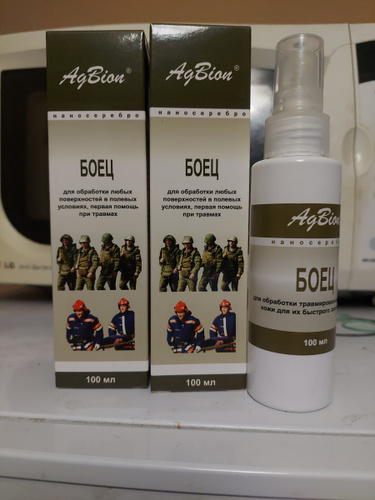 AgBion®
наносеребро
БОЕЦ
для обработки любых
поверхностей в полевых
условиях, первая помощь
при травмах
100 мл
AgBion®
наносеребро
БОЕЦ
для обработки любых
поверхностей в полевых
условиях, первая помощь
при травмах
100 мл
AgBion
наносеребро
БОЕЦ
для обработки
кожи для их быстрого
100 мл
LG